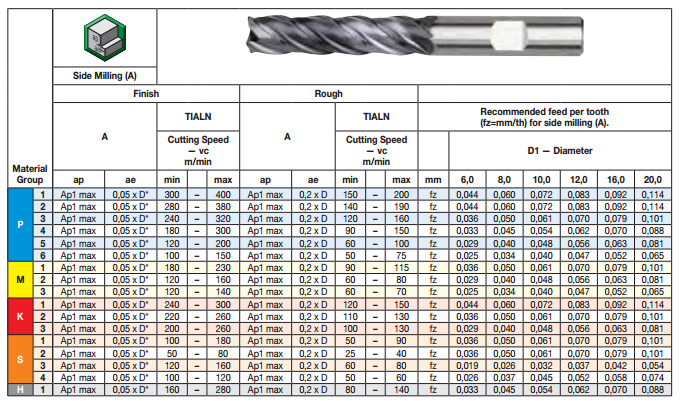 Side Milling (A)
Finish Rough
A TIALN A TIALN Recommended feed per tooth
(fz=mm/th) for side milling (A).
Cutting Speed Cutting Speed
— vc — vc D1 — Diameter
m/min m/min
Material
Group ap ae min max ap ae min max mm 6,0 8,0 10,0 12,0 16,0 20,0
P 1 Ap1 max 0,05 x D* 300 – 400 Ap1 max 0,2 x D 150 – 200 fz 0,044 0,060 0,072 0,083 0,092 0,114
2 Ap1 max 0,05 x D* 280 – 380 Ap1 max 0,2 x D 140 – 190 fz 0,044 0,060 0,072 0,083 0,092 0,114
3 Ap1 max 0,05 x D* 240 – 320 Ap1 max 0,2 x D 120 – 160 fz 0,036 0,050 0,061 0,070 0,079 0,101
4 Ap1 max 0,05 x D* 180 – 300 Ap1 max 0,2 x D 90 – 150 fz 0,033 0,045 0,054 0,062 0,070 0,088
5 Ap1 max 0,05 x D* 120 – 200 Ap1 max 0,2 x D 60 – 100 fz 0,029 0,040 0,048 0,056 0,063 0,081
6 Ap1 max 0,05 x D* 100 – 150 Ap1 max 0,2 x D 50 – 75 fz 0,025 0,034 0,040 0,047 0,052 0,065
M 1 Ap1 max 0,05 x D* 180 – 230 Ap1 max 0,2 x D 90 – 115 fz 0,036 0,050 0,061 0,070 0,079 0,101
2 Ap1 max 0,05 x D* 120 – 160 Ap1 max 0,2 x D 60 – 80 fz 0,029 0,040 0,048 0,056 0,063 0,081
3 Ap1 max 0,05 x D* 120 – 140 Ap1 max 0,2 x D 60 – 70 fz 0,025 0,034 0,040 0,047 0,052 0,065
K 1 Ap1 max 0,05 x D* 240 – 300 Ap1 max 0,2 x D 120 – 150 fz 0,044 0,060 0,072 0,083 0,092 0,114
2 Ap1 max 0,05 x D* 220 – 260 Ap1 max 0,2 x D 110 – 130 fz 0,036 0,050 0,061 0,070 0,079 0,101
3 Ap1 max 0,05 x D* 200 – 260 Ap1 max 0,2 x D 100 – 130 fz 0,029 0,040 0,048 0,056 0,063 0,081
S 1 Ap1 max 0,05 x D* 100 – 180 Ap1 max 0,2 x D 50 – 90 fz 0,036 0,050 0,061 0,070 0,079 0,101
2 Ap1 max 0,05 x D* 50 – 80 Ap1 max 0,2 x D 25 – 40 fz 0,036 0,050 0,061 0,070 0,079 0,101
3 Ap1 max 0,05 x D* 120 – 160 Ap1 max 0,2 x D 60 – 80 fz 0,019 0,026 0,032 0,037 0,042 0,054
4 Ap1 max 0,05 x D* 100 – 120 Ap1 max 0,2 x D 50 – 60 fz 0,026 0,037 0,045 0,052 0,058 0,074
H 1 Ap1 max 0,05 x D* 160 – 280 Ap1 max 0,2 x D 80 – 140 fz 0,033 0,045 0,054 0,062 0,070 0,088